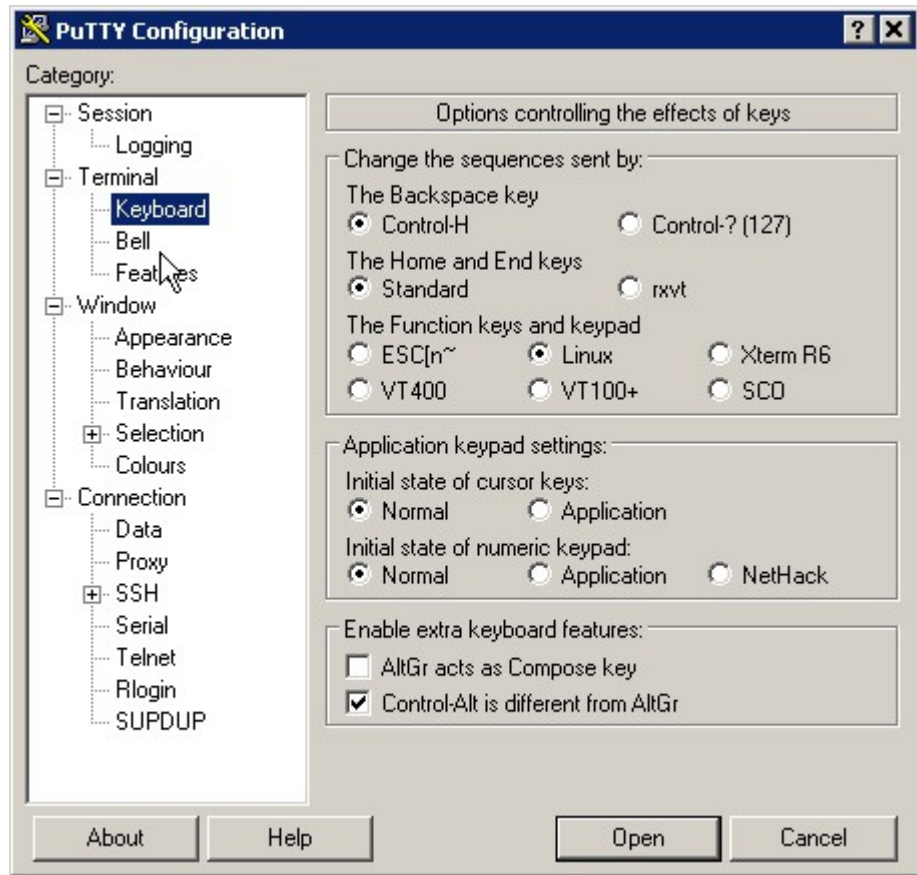 PuTTY Configuration
Category:
Session
Logging
Terminal
Keyboard
Bell
Features
Window
Appearance
Behaviour
Translation
Selection
Colours
Connection
Data
Proxy
SSH
Serial
Telnet
Rlogin
SUPDUP
Options controlling the effects of keys
Change the sequences sent by:
The Backspace key
Control-H Control-? (127)
The Home and End keys
Standard rxvt
The Function keys and keypad
ESC[n~ Linux Xterm R6
VT400 VT100+ SCO
Application keypad settings:
Initial state of cursor keys:
Normal Application
Initial state of numeric keypad:
Normal Application NetHack
Enable extra keyboard features:
AltGr acts as Compose key
Control-Alt is different from AltGr
About Help Open Cancel